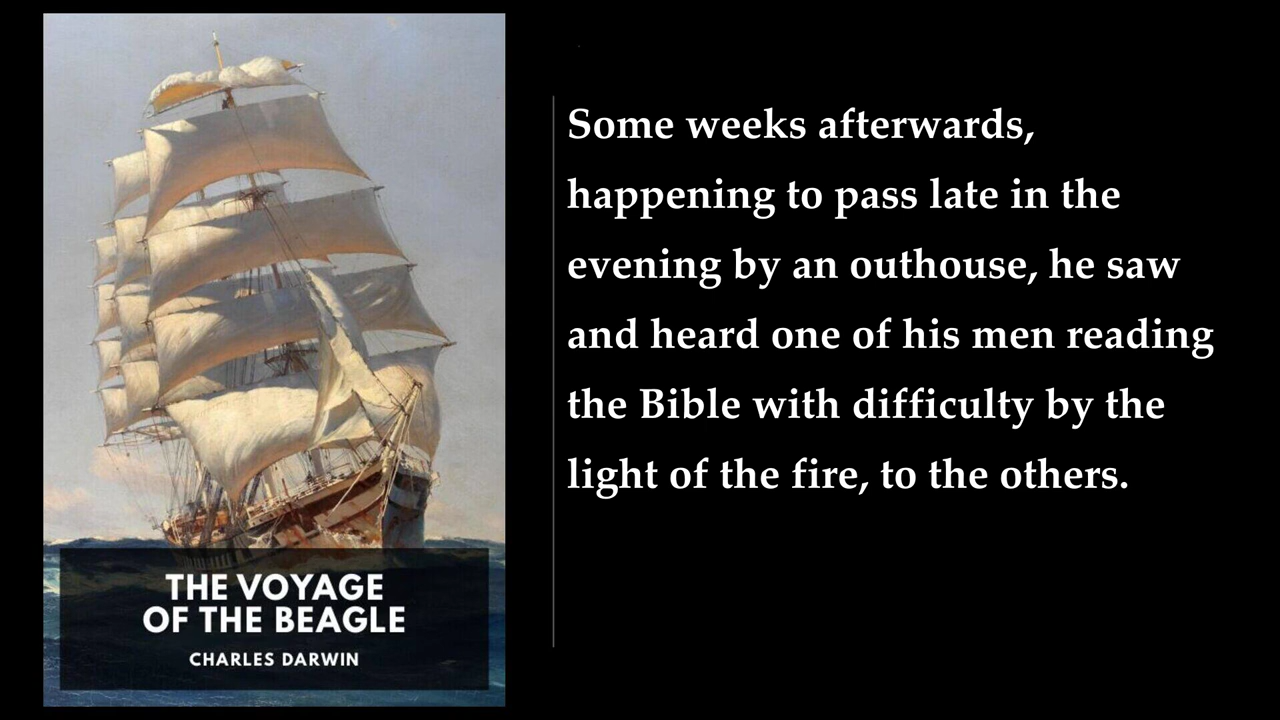 Some weeks afterwards,
happening to pass late in the
evening by an outhouse, he saw
and heard one of his men reading
the Bible with difficulty by the
light of the fire, to the others.
THE VOYAGE
OF THE BEAGLE
CHARLES DARWIN